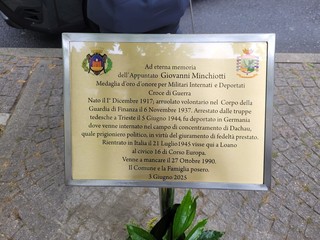 Ad eterna memoria
dell'Appuntato Giovanni Minchiotti
Medaglia d'oro d'onore per Militari Internati e Deportati
Croce di Guerra
Nato il 1° Dicembre 1917, arruolato volontario nel Corpo della
Guardia di Finanza il 6 Novembre 1937. Arrestato dalle truppe
tedesche a Trieste il 5 Giugno 1944, fu deportato in Germania
dove venne internato nel campo di concentramento di Dachau,
quale prigioniero politico, in virtù del giuramento di fedeltà prestato.
Rientrato in Italia il 21 Luglio1945 visse qui a Loano
al civico 16 di Corso Europa.
Venne a mancare il 27 Ottobre 1990.
Il Comune e la Famiglia posero.
3 Giugno 2025